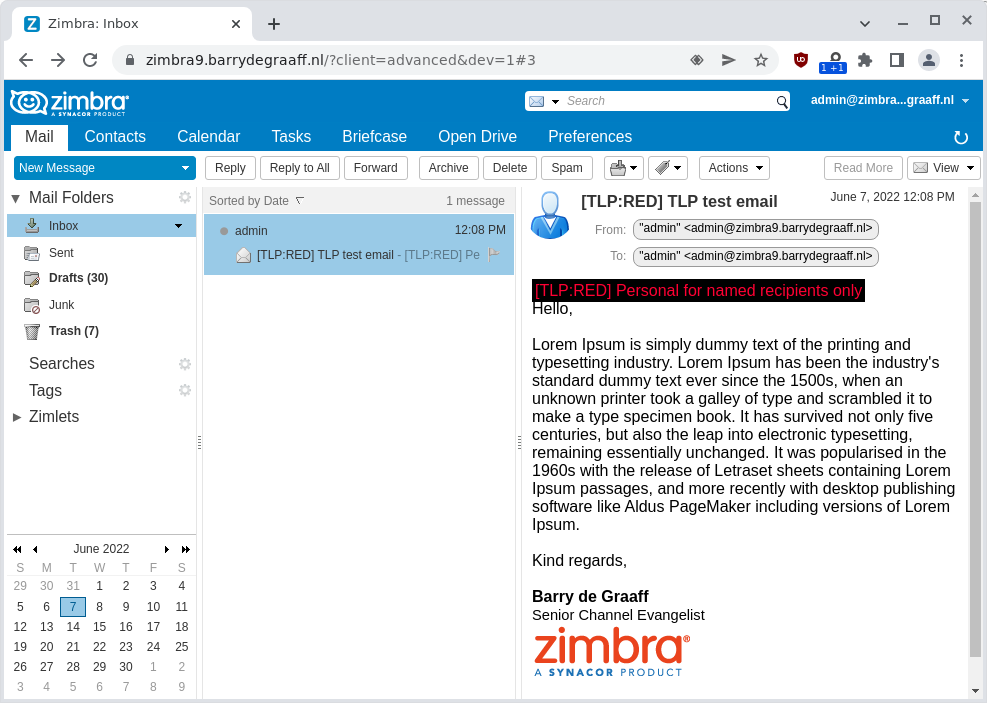 Zimbra: Inbox
zimbra9.barrydegraaff.nl/?client=advanced&dev=1#3
UD
1 +1
zimbra
A SYNACOR PRODUCT
Search
admin@zimbra...graaff.nl
Mail Contacts Calendar Tasks Briefcase Open Drive Preferences
New Message Reply Reply to All Forward Archive Delete Spam Actions Read More View
Mail Folders
Inbox
Sent
Drafts (30)
Junk
Trash (7)
Searches
Tags
Zimlets
June 2022
S M T W T F S
29 30 31 1 2 3 4
5 6 7 8 9 10 11
12 13 14 15 16 17 18
19 20 21 22 23 24 25
26 27 28 29 30 1 2
3 4 5 6 7 8 9
Sorted by Date 1 message
admin 12:08 PM
[TLP:RED] TLP test email - [TLP:RED] Pe
[TLP:RED] TLP test email June 7, 2022 12:08 PM
From: "admin" <admin@zimbra9.barrydegraaff.nl>
To: "admin" <admin@zimbra9.barrydegraaff.nl>
[TLP:RED] Personal for named recipients only
Hello,
Lorem Ipsum is simply dummy text of the printing and
typesetting industry. Lorem Ipsum has been the industry's
standard dummy text ever since the 1500s, when an
unknown printer took a galley of type and scrambled it to
make a type specimen book. It has survived not only five
centuries, but also the leap into electronic typesetting,
remaining essentially unchanged. It was popularised in the
1960s with the release of Letraset sheets containing Lorem
Ipsum passages, and more recently with desktop publishing
software like Aldus PageMaker including versions of Lorem
Ipsum.
Kind regards,
Barry de Graaff
Senior Channel Evangelist
zimbra®
A SYNACOR PRODUCT